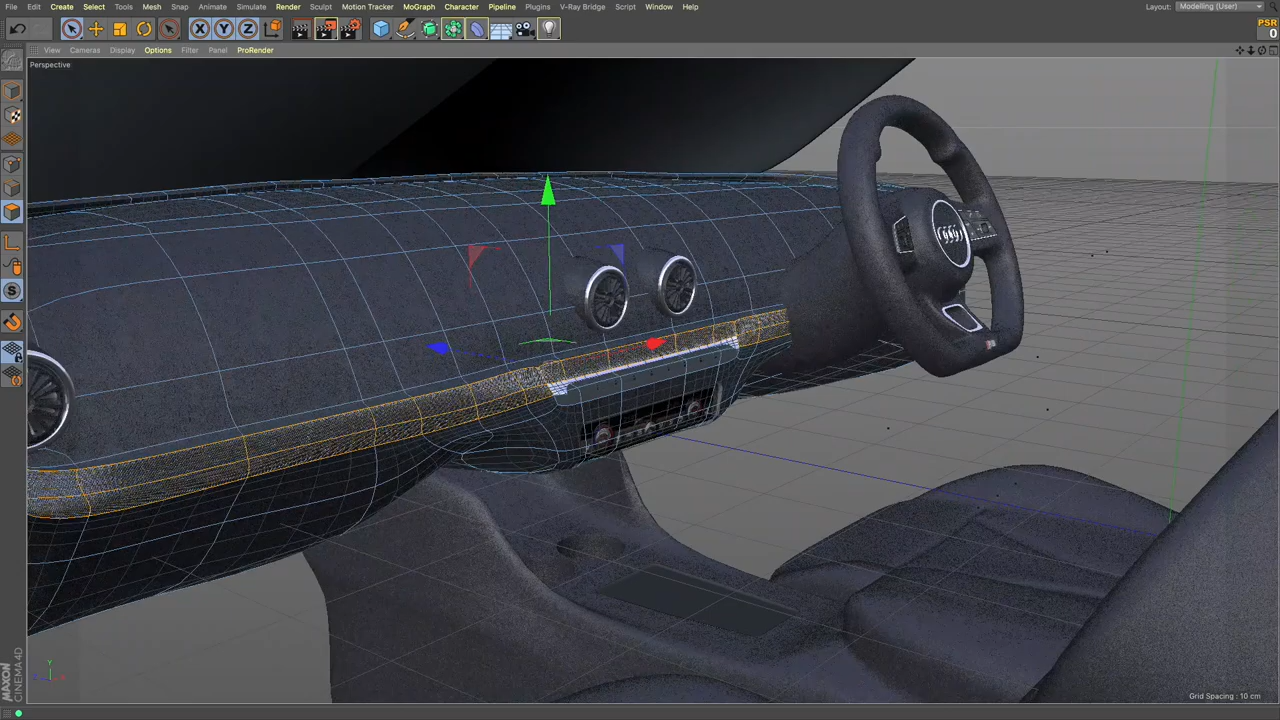 File Edit Create Select Tools Mesh Snap Animate Simulate Render Sculpt Motion Tracker MoGraph Character Pipeline Plugins V-Ray Bridge Script Window Help Layout: Modelling (User)
X Y Z PSR
0
View Cameras Display Options Filter Panel ProRender
Perspective
S
Y
MAXON
CINEMA 4D
Grid Spacing : 10 cm